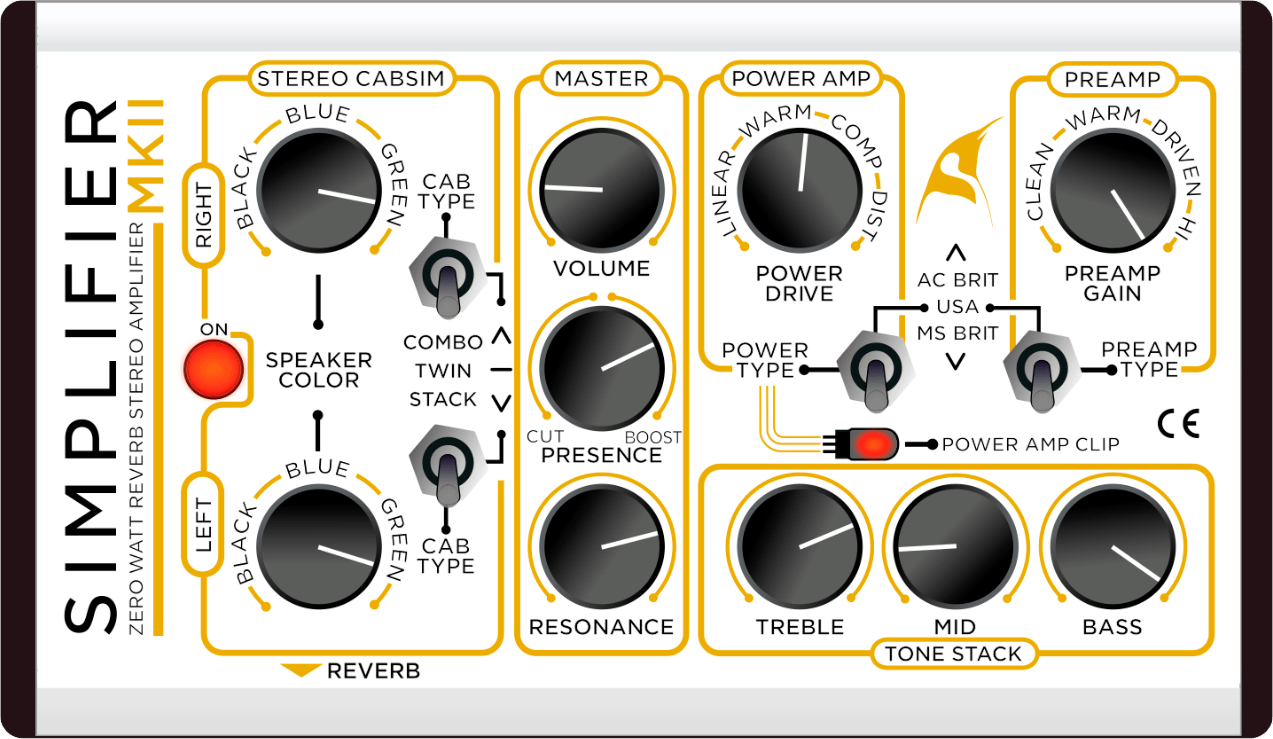 SIMPLIFIER
MKII
ZERO WATT REVERB STEREO AMPLIFIER
STEREO CABSIM
RIGHT
BLACK
BLUE
GREEN
CAB
TYPE
ON
SPEAKER
COLOR
COMBO
TWIN
STACK
LEFT
BLACK
BLUE
GREEN
CAB
TYPE
REVERB
MASTER
VOLUME
CUT
BOOST
PRESENCE
RESONANCE
POWER AMP
LINEAR
WARM
COMP
DIST
POWER
DRIVE
AC BRIT
USA
MS BRIT
POWER
TYPE
PREAMP
CLEAN
WARM
DRIVEN
HI
PREAMP
GAIN
PREAMP
TYPE
CE
POWER AMP CLIP
TREBLE
MID
BASS
TONE STACK